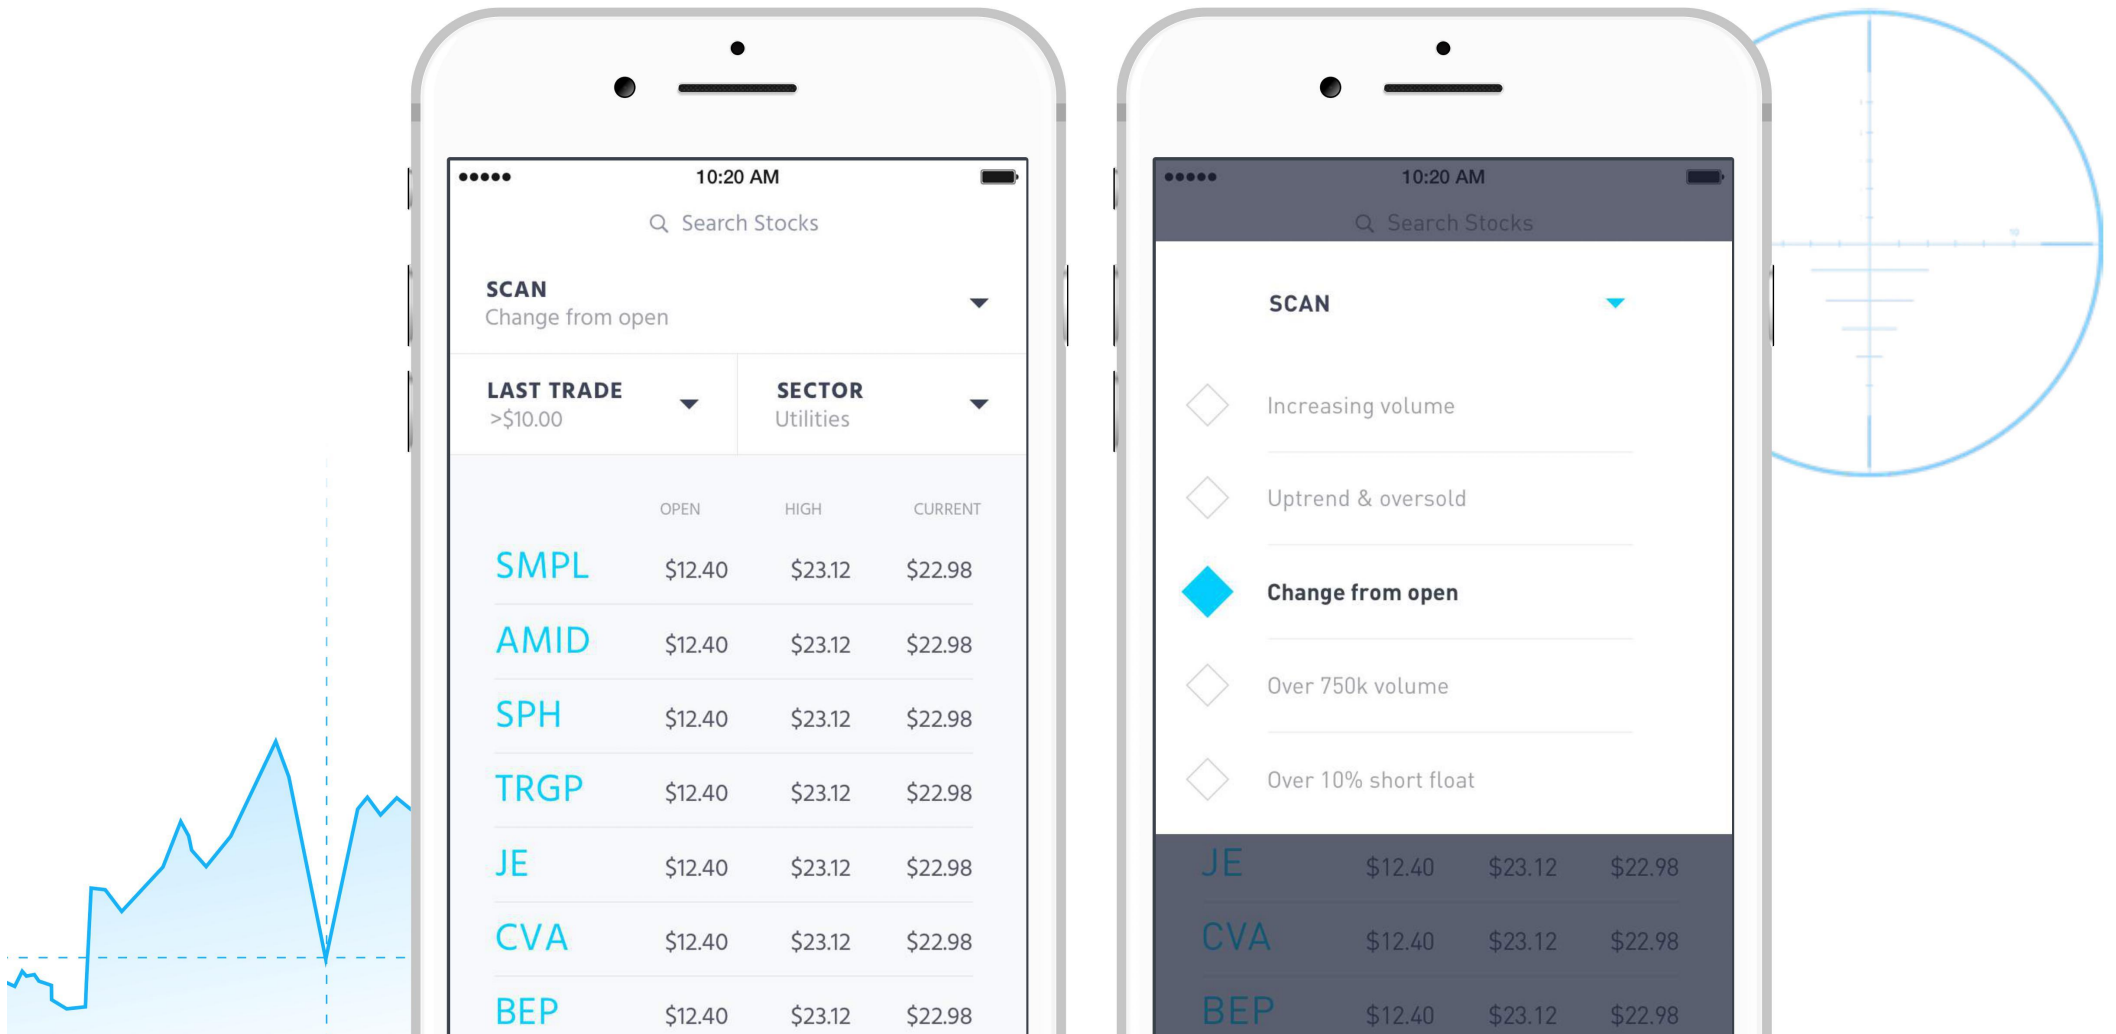 10:20 AM
Search Stocks
SCAN
Change from open
LAST TRADE
>$10.00
SECTOR
Utilities
OPEN HIGH CURRENT
SMPL $12.40 $23.12 $22.98
AMID $12.40 $23.12 $22.98
SPH $12.40 $23.12 $22.98
TRGP $12.40 $23.12 $22.98
JE $12.40 $23.12 $22.98
CVA $12.40 $23.12 $22.98
BEP $12.40 $23.12 $22.98
10:20 AM
Search Stocks
SCAN
Increasing volume
Uptrend & oversold
Change from open
Over 750k volume
Over 10% short float
JE $12.40 $23.12 $22.98
CVA $12.40 $23.12 $22.98
BEP $12.40 $23.12 $22.98